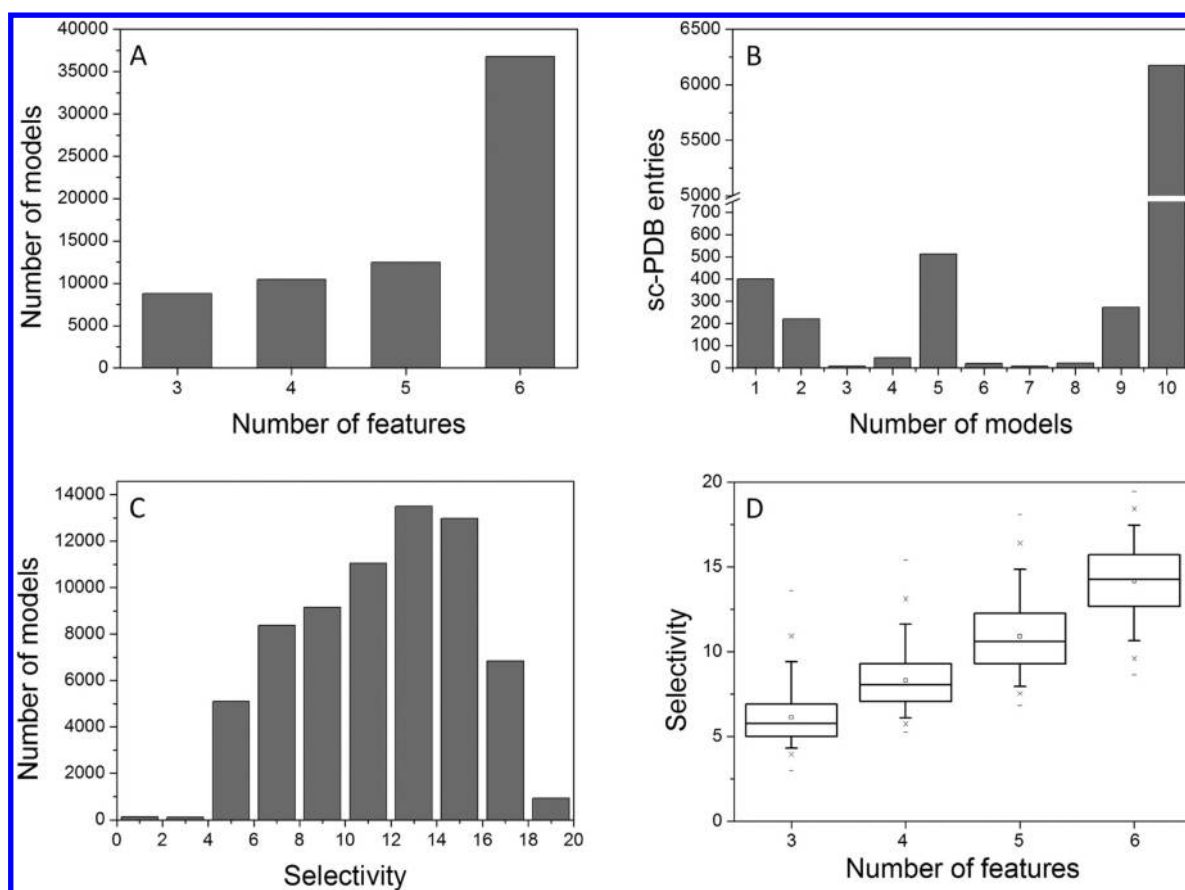 A
40000
35000
30000
25000
20000
15000
10000
5000
0
3 4 5 6
Number of models
Number of features
B
6500
6250
6000
5750
5500
5250
5000
700
600
500
400
300
200
100
0
1 2 3 4 5 6 7 8 9 10
sc-PDB entries
Number of models
C
14000
12000
10000
8000
6000
4000
2000
0
0 2 4 6 8 10 12 14 16 18 20
Number of models
Selectivity
D
20
15
10
5
0
3 4 5 6
Selectivity
Number of features